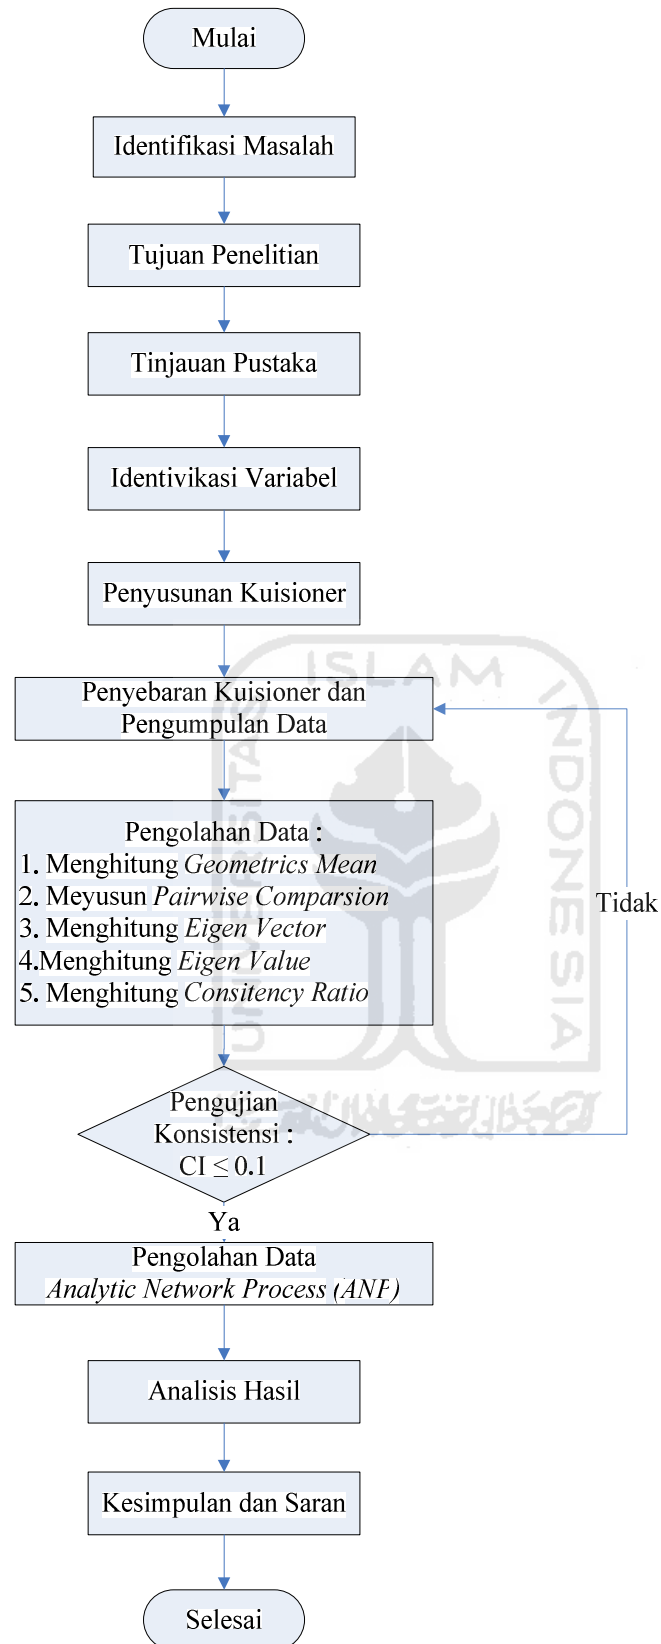 Mulai
Identifikasi Masalah
Tujuan Penelitian
Tinjauan Pustaka
Identivikasi Variabel
Penyusunan Kuisioner
Penyebaran Kuisioner dan
Pengumpulan Data
Pengolahan Data :
1. Menghitung Geometrics Mean
2. Meyusun Pairwise Comparsion
3. Menghitung Eigen Vector
4.Menghitung Eigen Value
5. Menghitung Consitency Ratio
Tidak
Pengujian
Konsistensi :
CI ≤ 0.1
Ya
Pengolahan Data
Analytic Network Process (ANP)
Analisis Hasil
Kesimpulan dan Saran
Selesai
UNIVERSITAS
ISLAM
INDONESIA